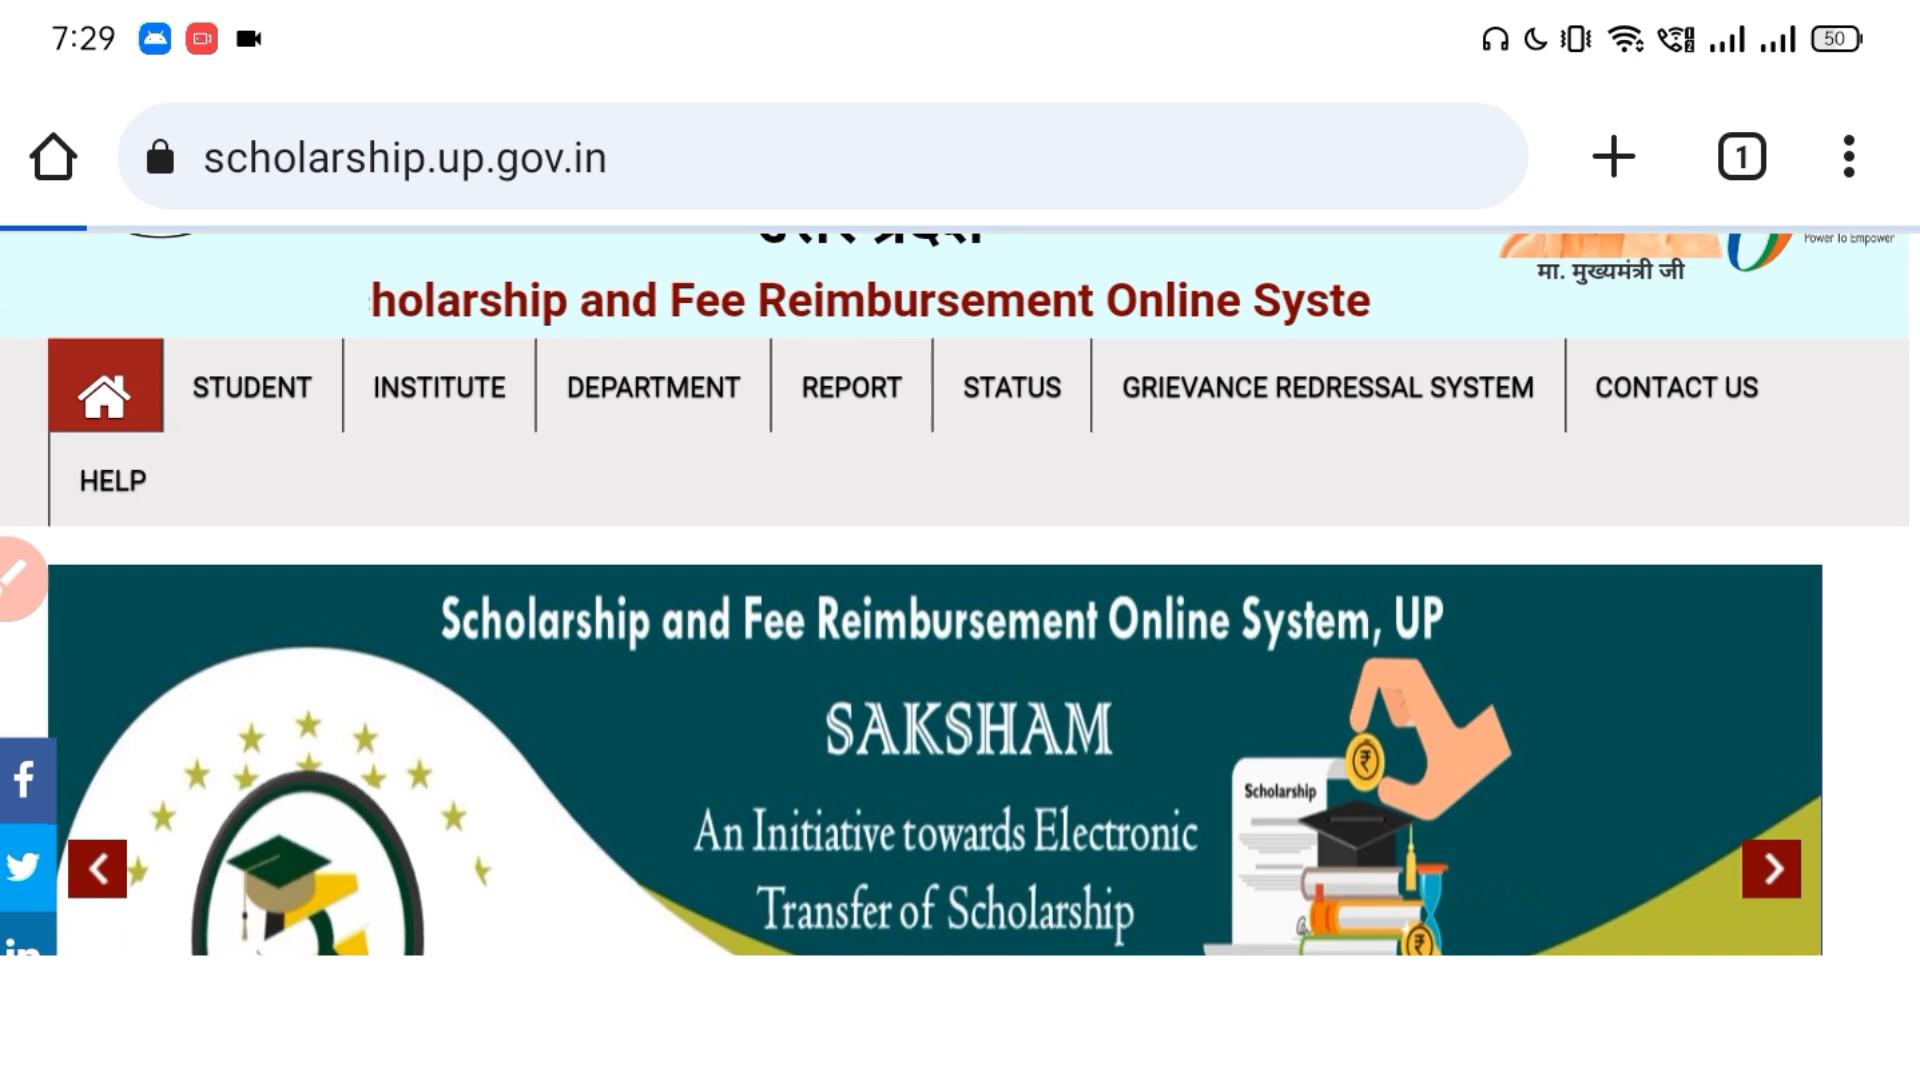 7:29
50
scholarship.up.gov.in
1
Power To Empower
मा. मुख्यमंत्री जी
holarship and Fee Reimbursement Online Syste
STUDENT INSTITUTE DEPARTMENT REPORT STATUS GRIEVANCE REDRESSAL SYSTEM CONTACT US
HELP
Scholarship and Fee Reimbursement Online System, UP
SAKSHAM
Scholarship
An Initiative towards Electronic
Transfer of Scholarship